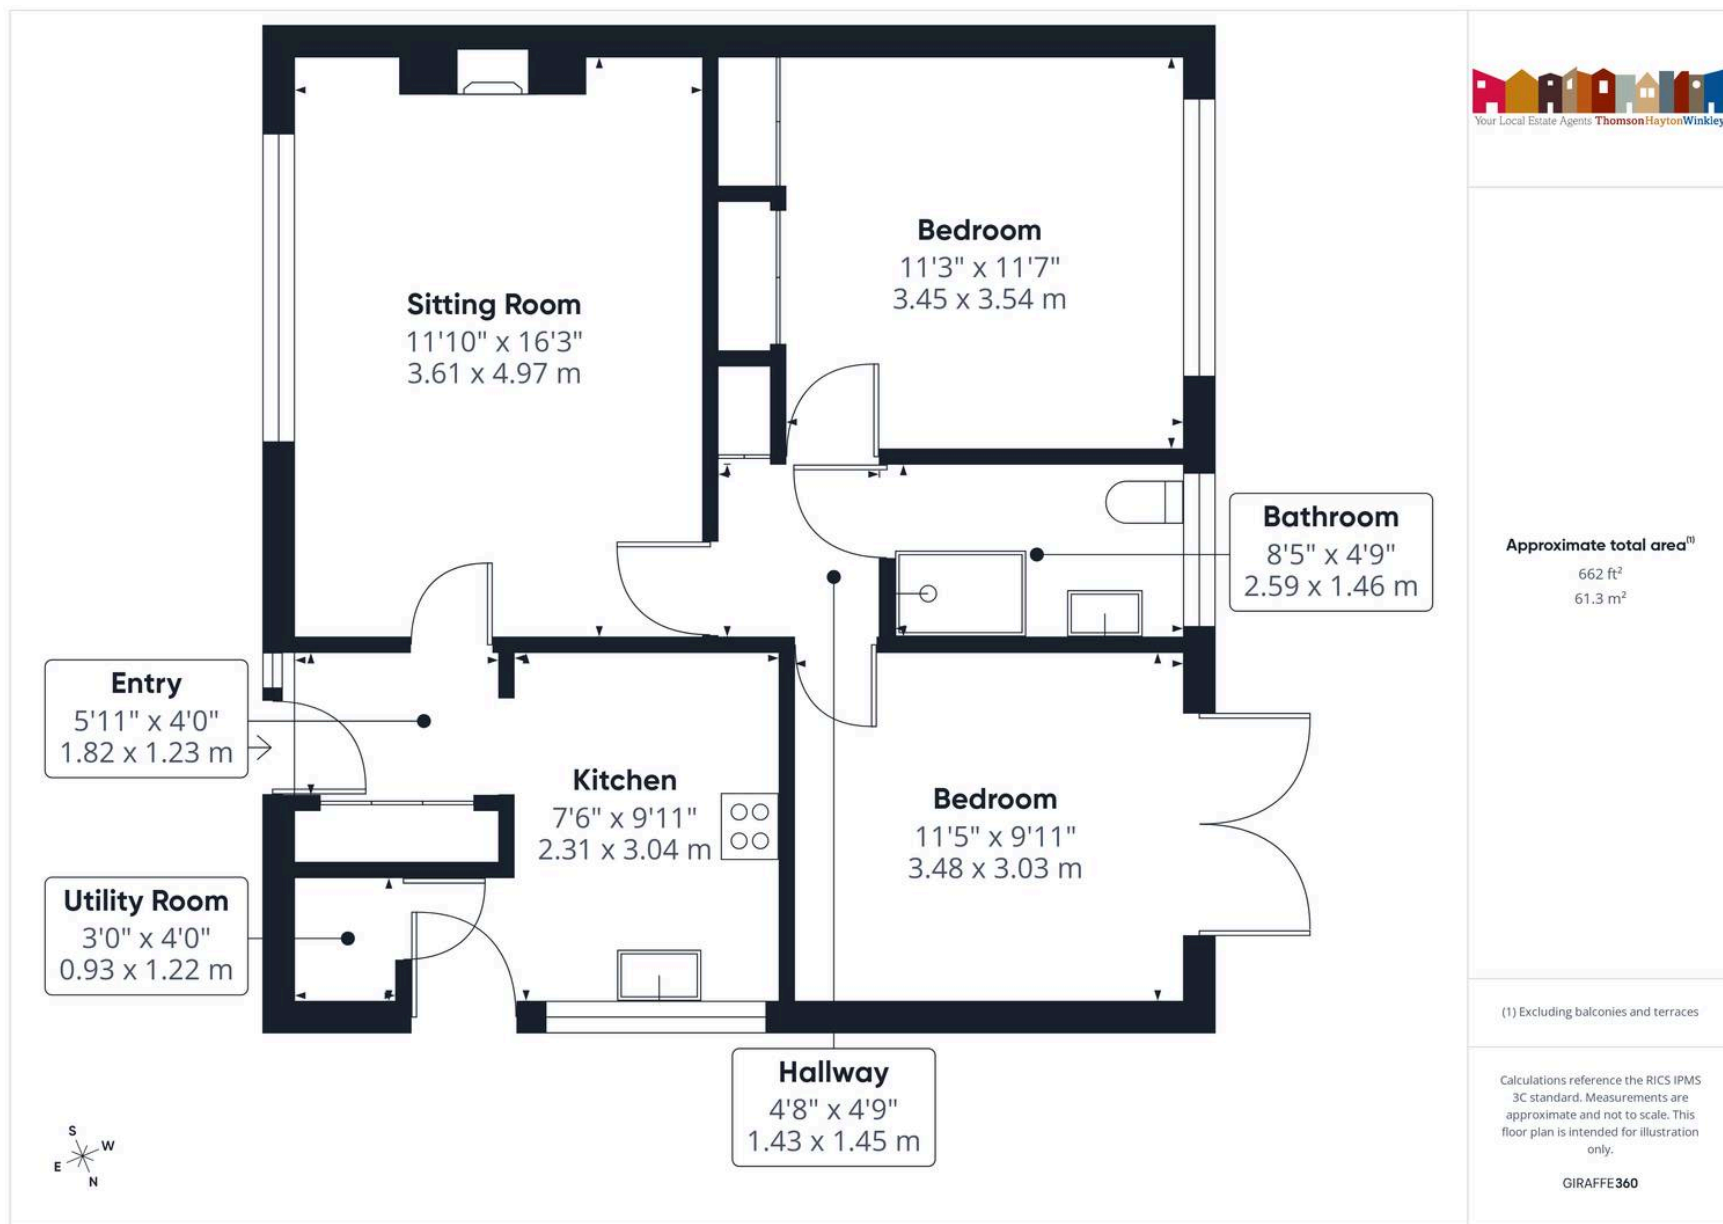 Sitting Room
11'10" x 16'3"
3.61 x 4.97 m
Bedroom
11'3" x 11'7"
3.45 x 3.54 m
Bathroom
8'5" x 4'9"
2.59 x 1.46 m
Entry
5'11" x 4'0"
1.82 x 1.23 m
Kitchen
7'6" x 9'11"
2.31 x 3.04 m
Bedroom
11'5" x 9'11"
3.48 x 3.03 m
Utility Room
3'0" x 4'0"
0.93 x 1.22 m
Hallway
4'8" x 4'9"
1.43 x 1.45 m
S
W
E
N
Your Local Estate Agents ThomsonHaytonWinkley
Approximate total area(1)
662 ft²
61.3 m²
(1) Excluding balconies and terraces
Calculations reference the RICS IPMS
3C standard. Measurements are
approximate and not to scale. This
floor plan is intended for illustration
only.
GIRAFFE360